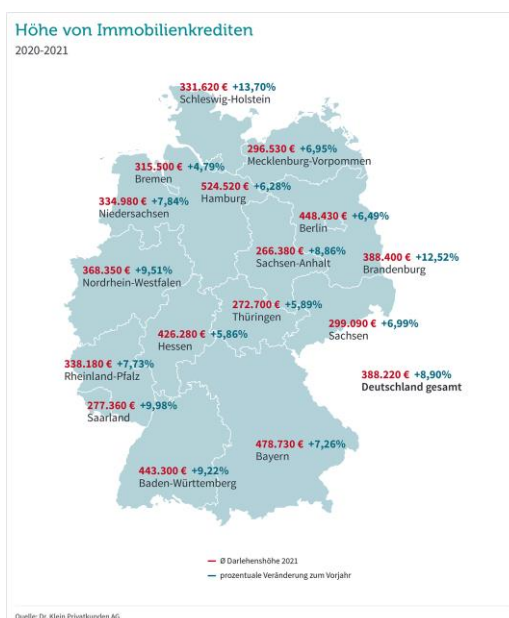 Höhe von Immobilienkrediten
2020-2021
331.620 € +13,70%
Schleswig-Holstein
296.530 € +6,95%
Mecklenburg-Vorpommen
315.500 € +4,79%
Bremen
524.520 € +6,28%
Hamburg
334.980 € +7,84%
Niedersachsen
448.430 € +6,49%
Berlin
266.380 € +8,86%
Sachsen-Anhalt
388.400 € +12,52%
Brandenburg
368.350 € +9,51%
Nordrhein-Westfalen
272.700 € +5,89%
Thüringen
299.090 € +6,99%
Sachsen
426.280 € +5,86%
Hessen
338.180 € +7,73%
Rheinland-Pfalz
388.220 € +8,90%
Deutschland gesamt
277.360 € +9,98%
Saarland
478.730 € +7,26%
Bayern
443.300 € +9,22%
Baden-Württemberg
Ø Darlehenshöhe 2021
prozentuale Veränderung zum Vorjahr
Quelle: Dr. Klein Privatkunden AG